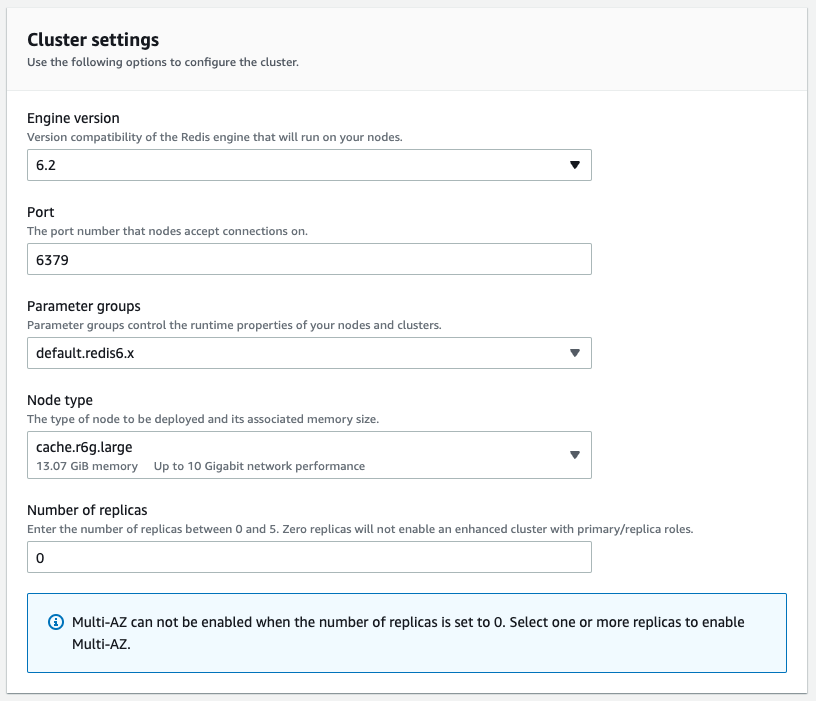 Cluster settings
Use the following options to configure the cluster.
Engine version
Version compatibility of the Redis engine that will run on your nodes.
6.2
Port
The port number that nodes accept connections on.
6379
Parameter groups
Parameter groups control the runtime properties of your nodes and clusters.
default.redis6.x
Node type
The type of node to be deployed and its associated memory size.
cache.r6g.large
13.07 GiB memory Up to 10 Gigabit network performance
Number of replicas
Enter the number of replicas between 0 and 5. Zero replicas will not enable an enhanced cluster with primary/replica roles.
0
Multi-AZ can not be enabled when the number of replicas is set to 0. Select one or more replicas to enable
Multi-AZ.